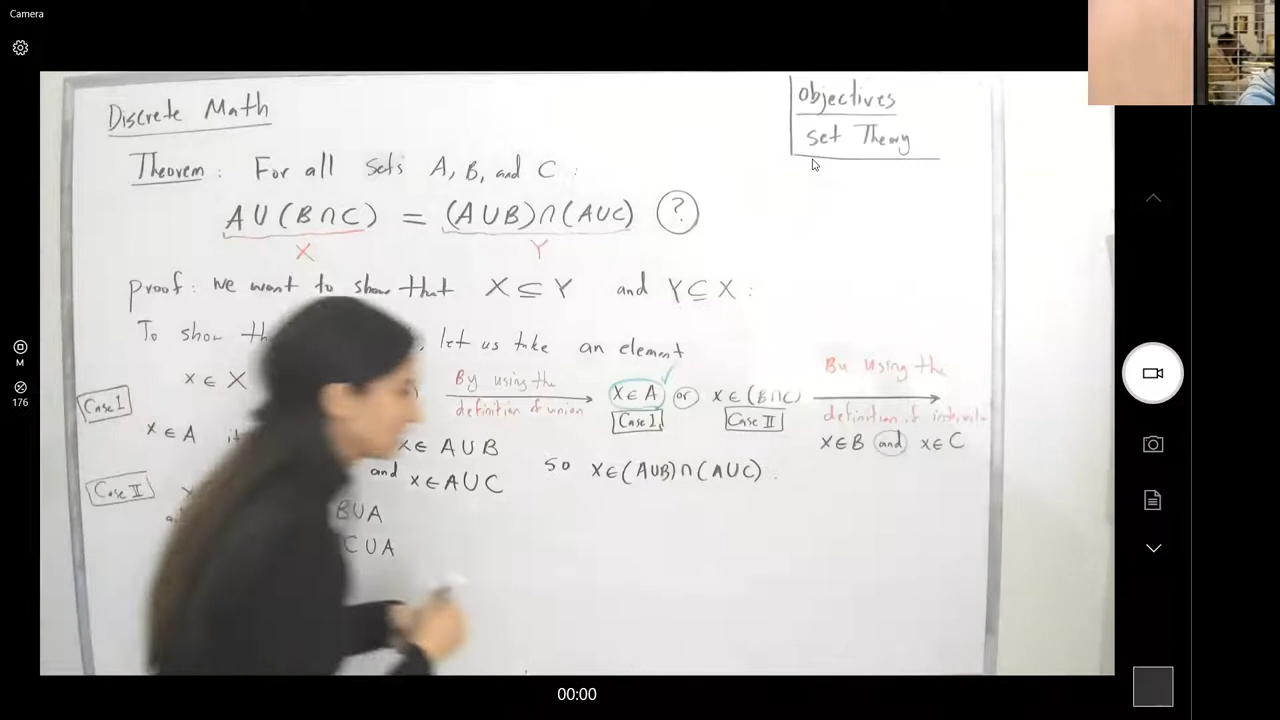 Camera
Discrete Math
Objectives
Set Theory
Theorem: For all sets A, B, and C:
A∪(B∩C) = (A∪B)∩(A∪C) ?
X Y
M
176
proof: we want to show that X⊆Y and Y⊆X:
To show let us take an element
x∈X By using the definition of union x∈A or x∈(B∩C) By using the definition of
Case I Case I Case II x∈B and x∈C
x∈A x∈A∪B
and x∈A∪C so x∈(A∪B)∩(A∪C).
Case II
B∪A
C∪A
00:00